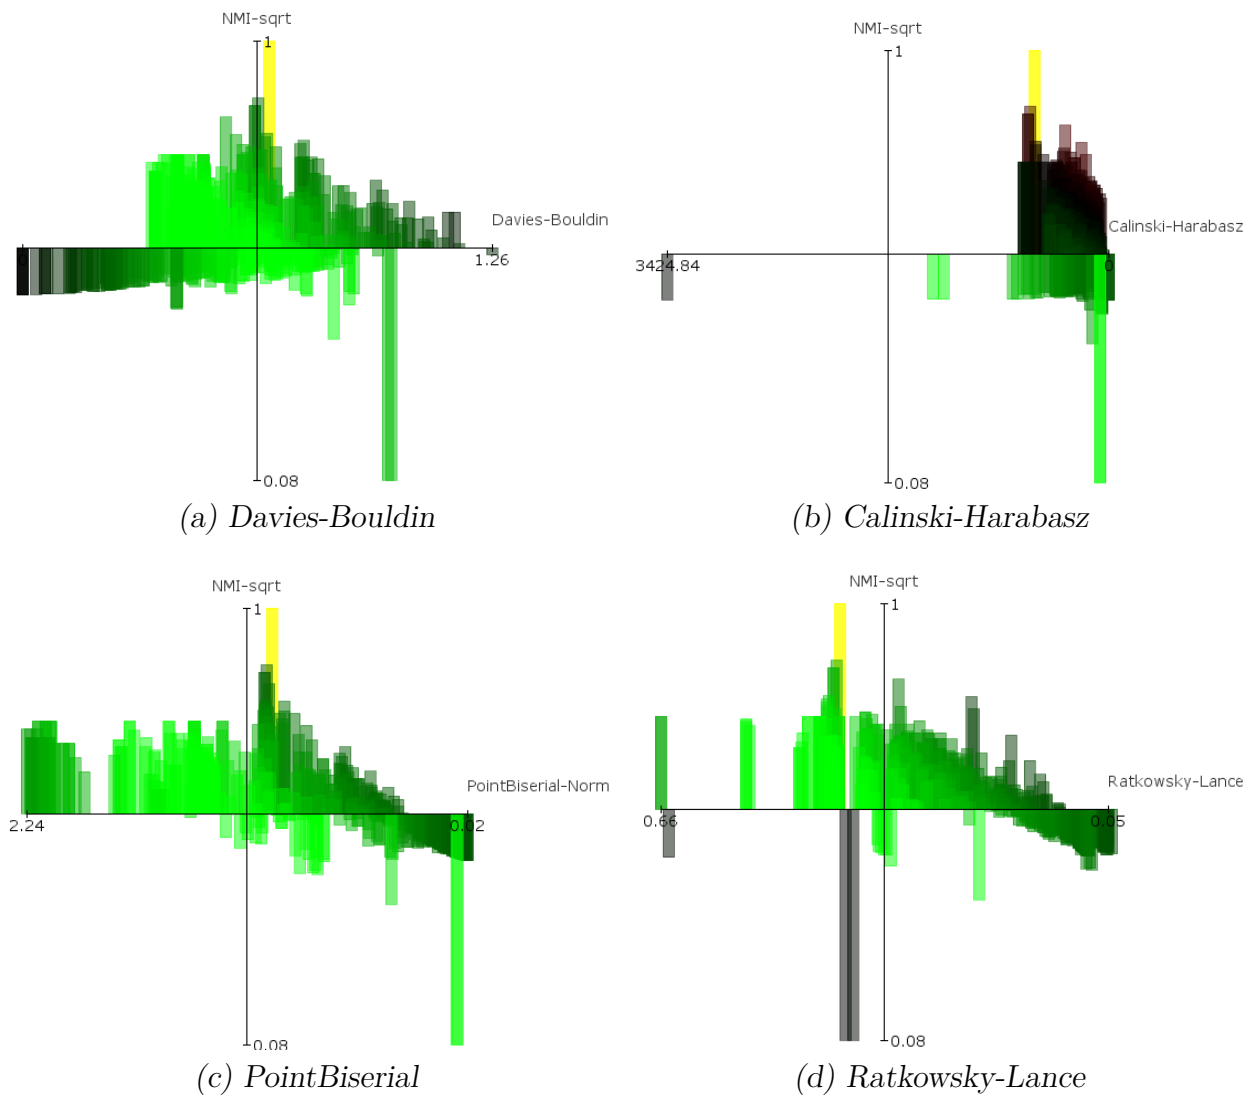 NMI-sqrt
1
Davies-Bouldin
0
1.26
0.08
(a) Davies-Bouldin
NMI-sqrt
1
Calinski-Harabasz
3424.84
0
0.08
(b) Calinski-Harabasz
NMI-sqrt
1
PointBiserial-Norm
2.24
0.02
0.08
(c) PointBiserial
NMI-sqrt
1
Ratkowsky-Lance
0.66
0.05
0.08
(d) Ratkowsky-Lance